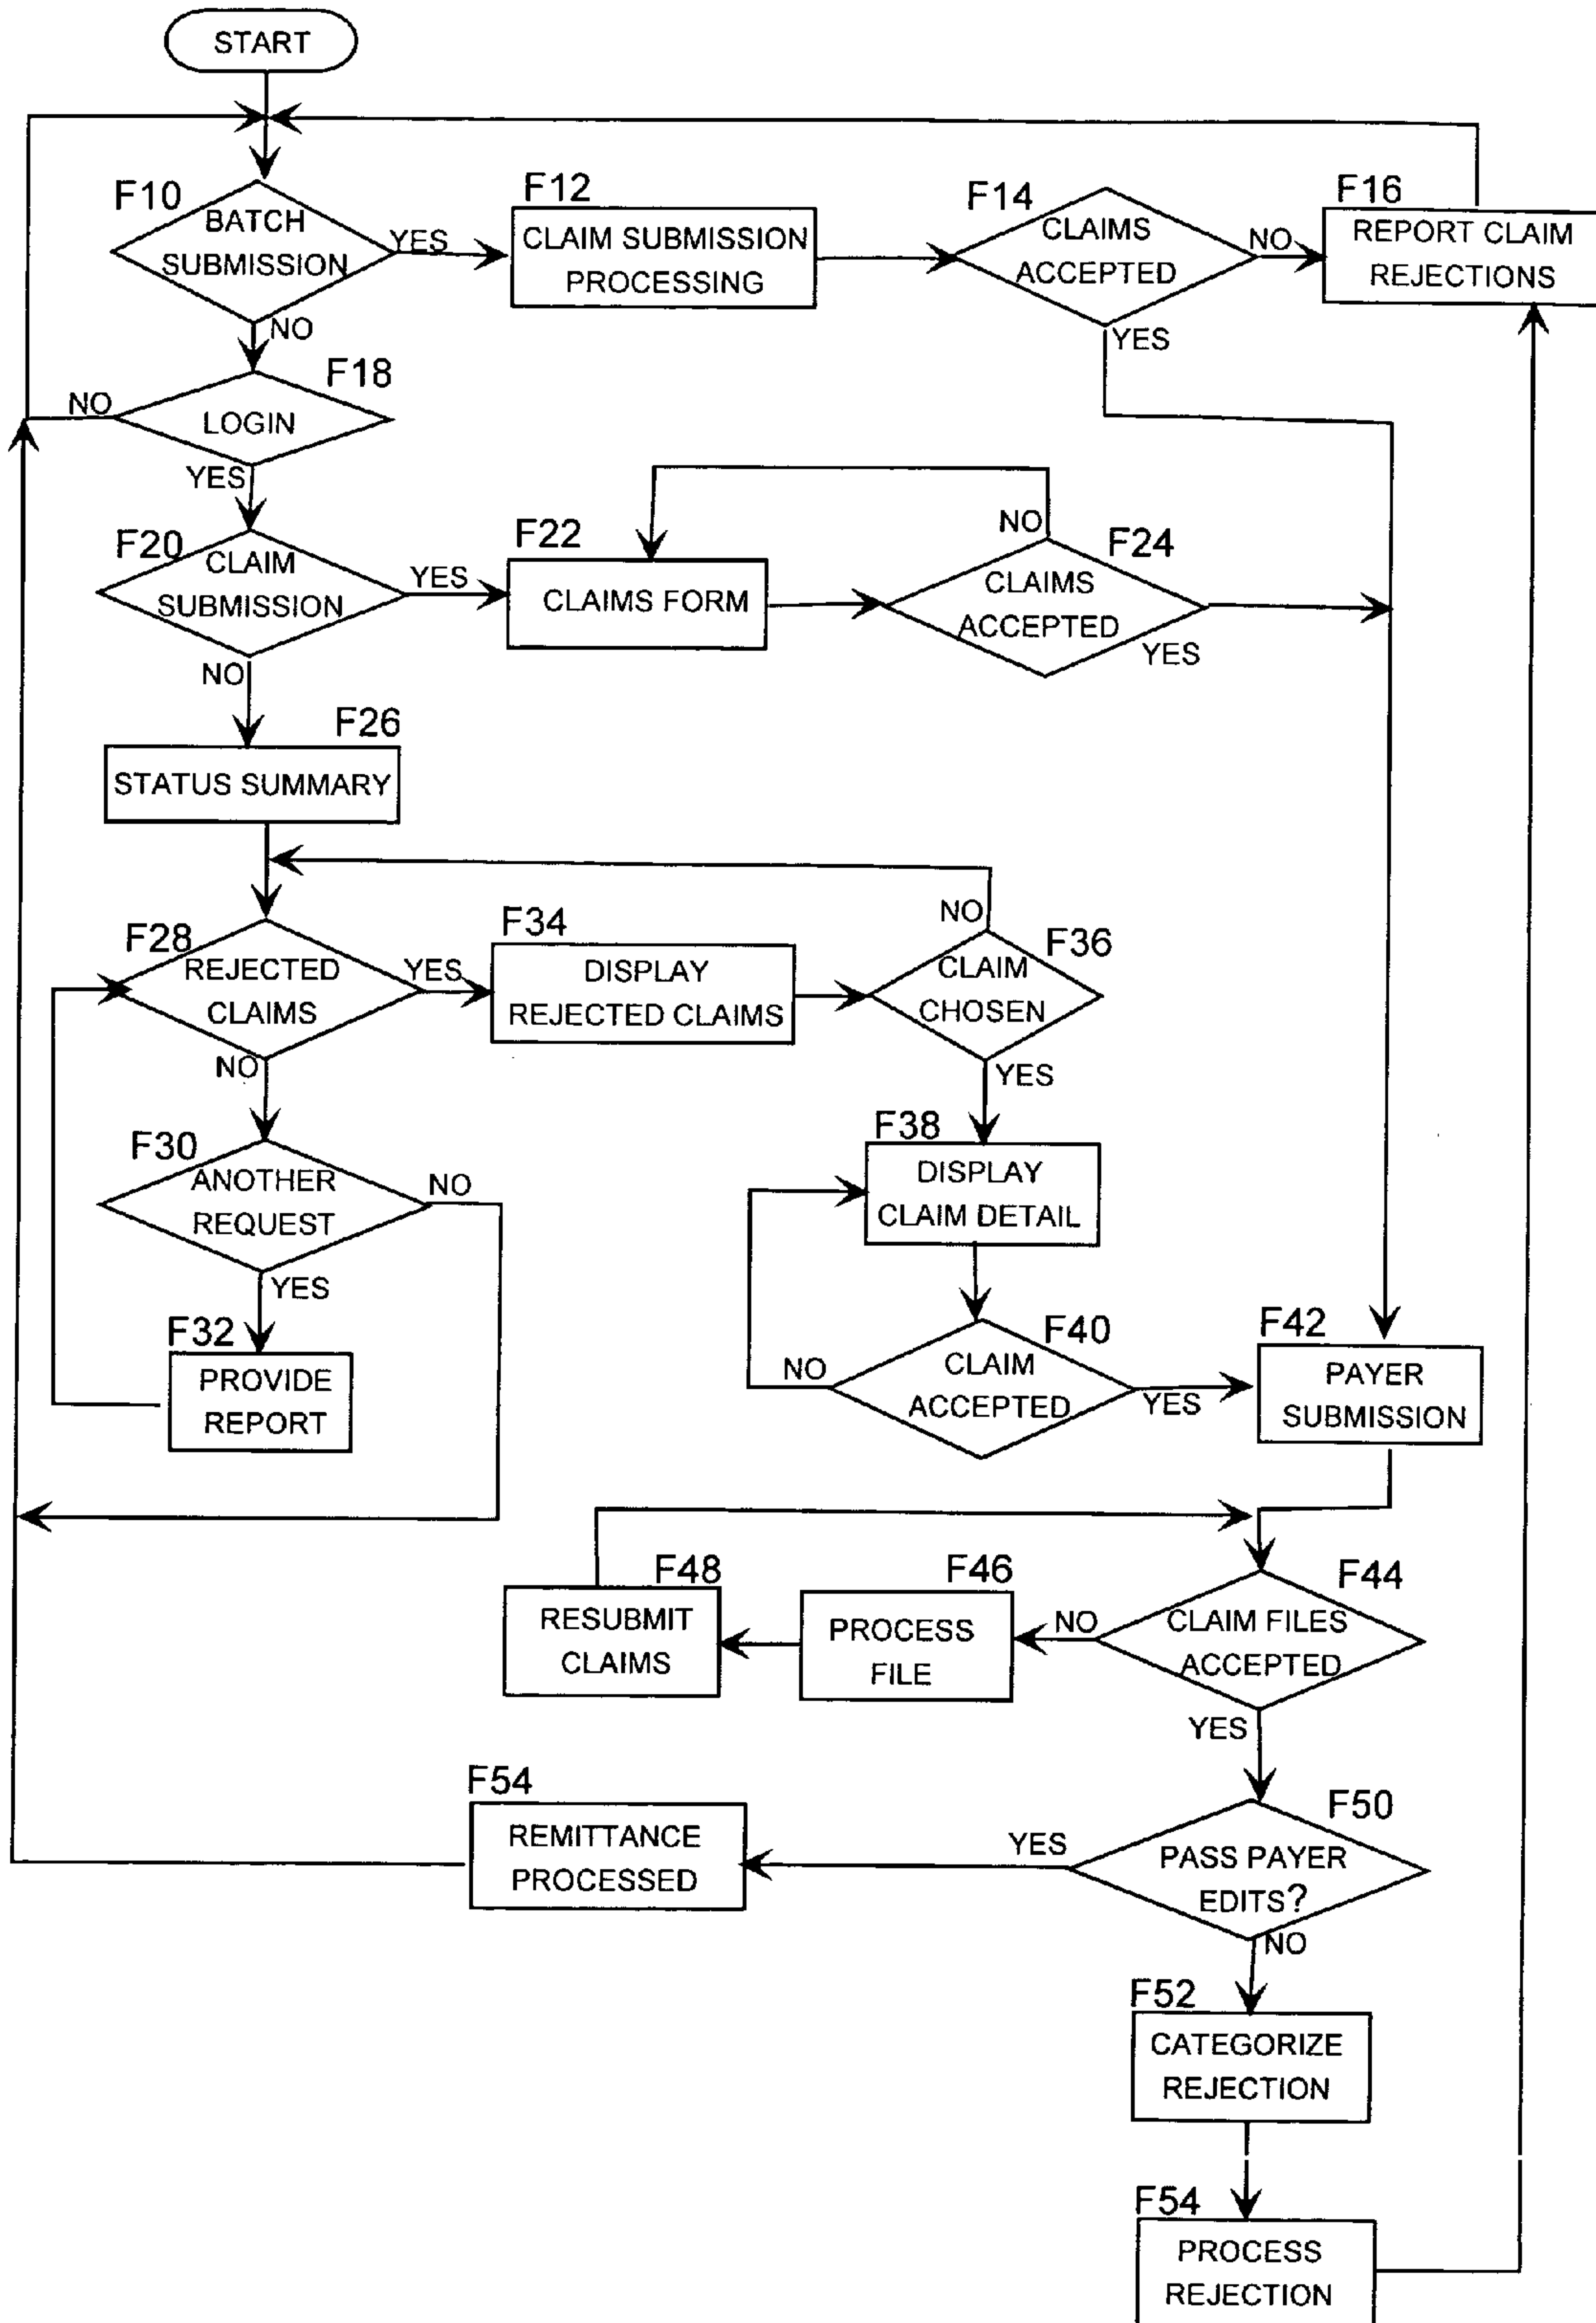 START
F10
BATCH
SUBMISSION
YES
NO
F12
CLAIM SUBMISSION
PROCESSING
F14
CLAIMS
ACCEPTED
NO
YES
F16
REPORT CLAIM
REJECTIONS
F18
LOGIN
NO
YES
F20
CLAIM
SUBMISSION
YES
NO
F22
CLAIMS FORM
F24
CLAIMS
ACCEPTED
NO
YES
F26
STATUS SUMMARY
F28
REJECTED
CLAIMS
YES
NO
F34
DISPLAY
REJECTED CLAIMS
F36
CLAIM
CHOSEN
NO
YES
F30
ANOTHER
REQUEST
NO
YES
F38
DISPLAY
CLAIM DETAIL
F32
PROVIDE
REPORT
F40
CLAIM
ACCEPTED
NO
YES
F42
PAYER
SUBMISSION
F48
RESUBMIT
CLAIMS
F46
PROCESS
FILE
F44
CLAIM FILES
ACCEPTED
NO
YES
F54
REMITTANCE
PROCESSED
F50
PASS PAYER
EDITS?
YES
NO
F52
CATEGORIZE
REJECTION
F54
PROCESS
REJECTION